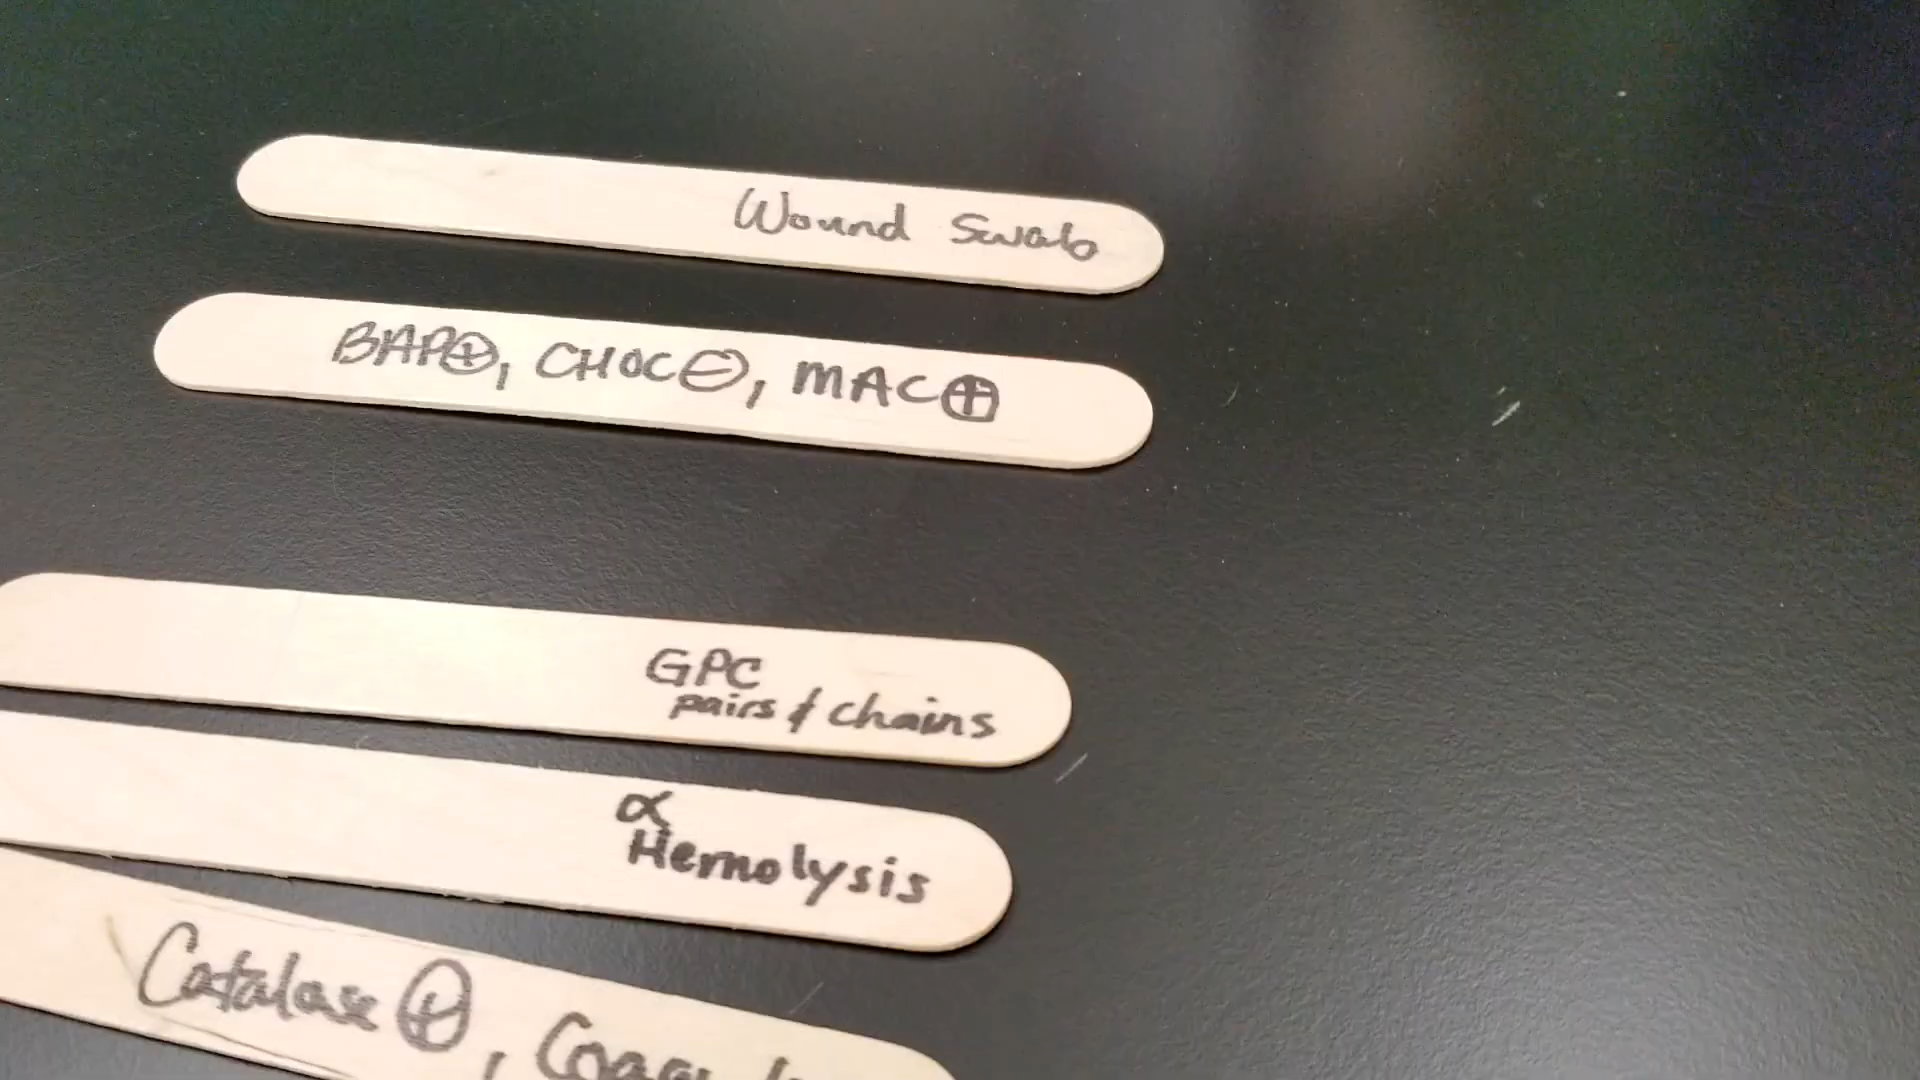 Wound Swab
BAP⊕, CHOC⊖, MAC⊕
GPC
pairs & chains
α
Hemolysis
Catalase ⊕,